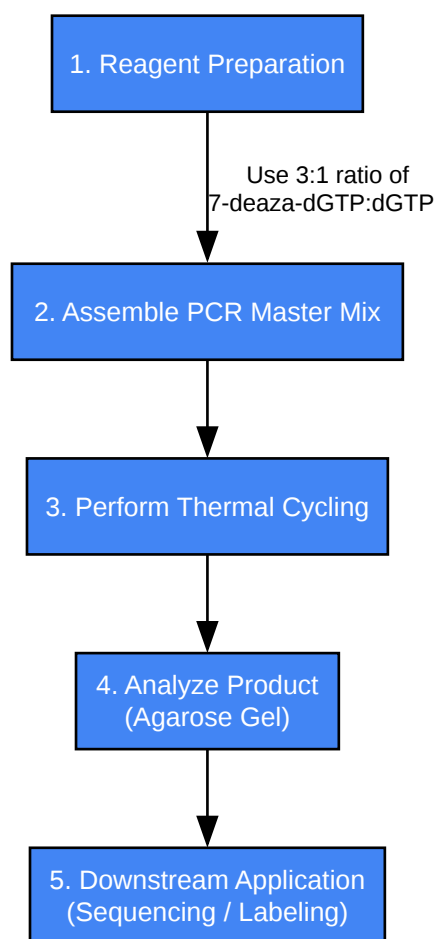 1. Reagent Preparation
Use 3:1 ratio of
7-deaza-dGTP:dGTP
2. Assemble PCR Master Mix
3. Perform Thermal Cycling
4. Analyze Product
(Agarose Gel)
5. Downstream Application
(Sequencing / Labeling)